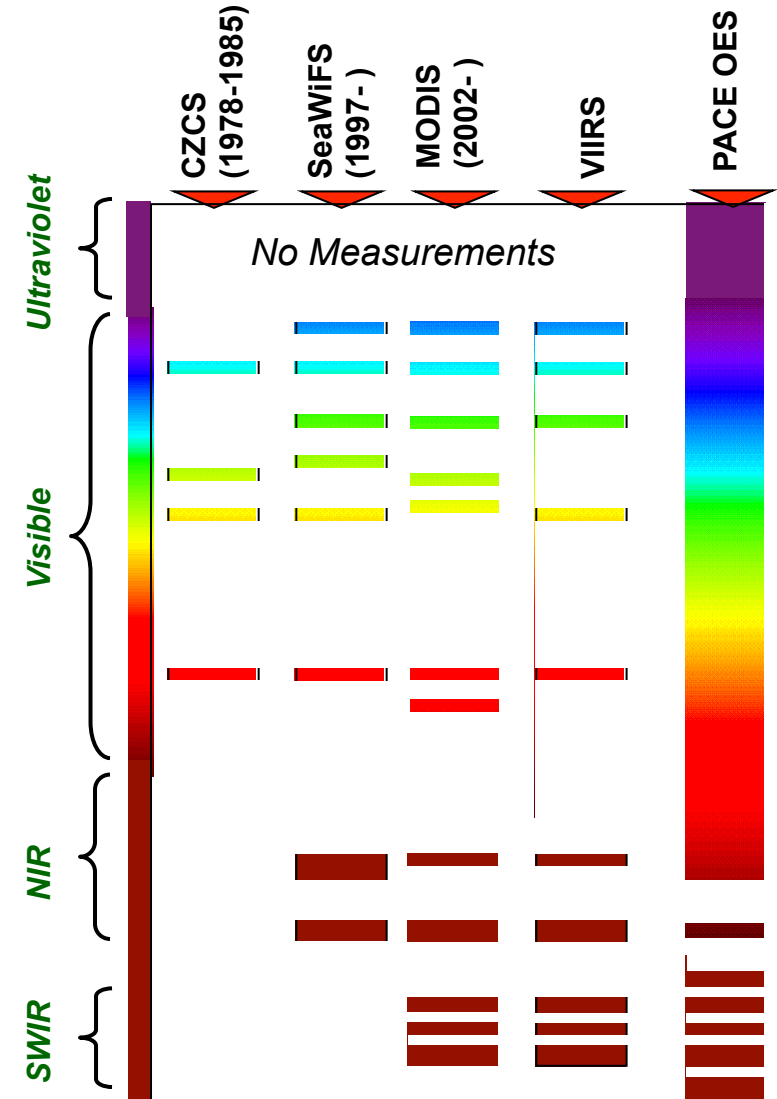 CZCS
(1978-1985)
SeaWiFS
(1997- )
MODIS
(2002- )
VIIRS
PACE OES
Ultraviolet
No Measurements
Visible
NIR
SWIR